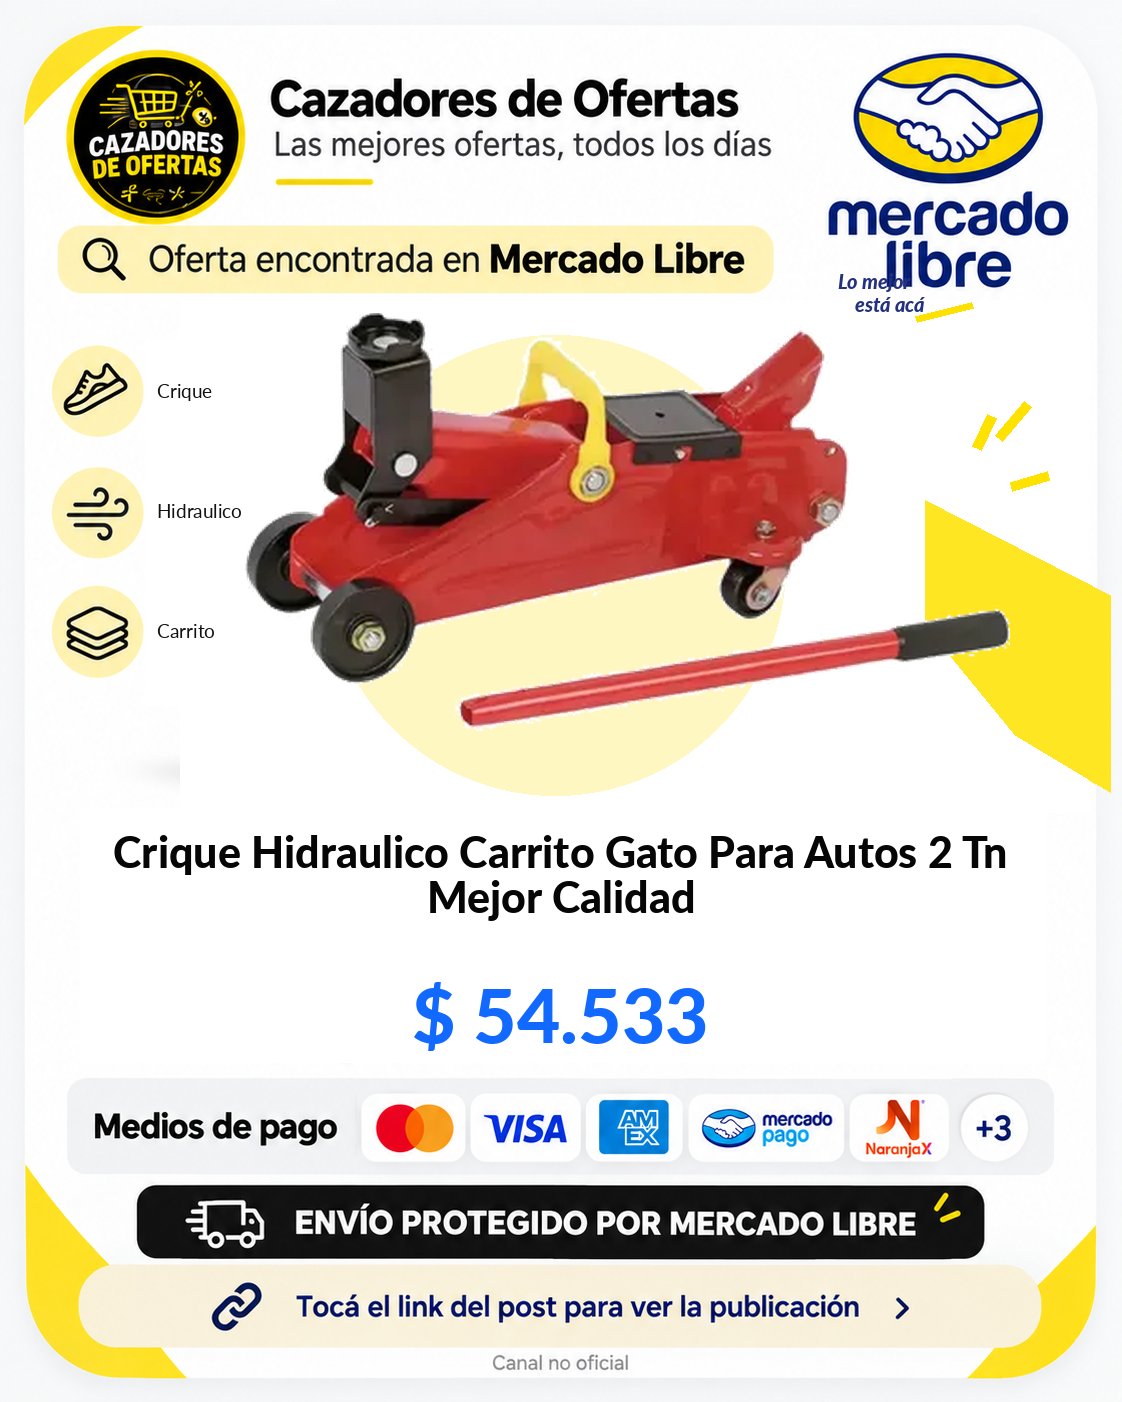 CAZADORES
DE OFERTAS
Cazadores de Ofertas
Las mejores ofertas, todos los días
mercado
libre
Lo mejor
está acá
Oferta encontrada en Mercado Libre
Crique
Hidraulico
Carrito
Crique Hidraulico Carrito Gato Para Autos 2 Tn
Mejor Calidad
$ 54.533
Medios de pago
VISA
AM
EX
mercado
pago
NaranjaX
+3
ENVÍO PROTEGIDO POR MERCADO LIBRE
Tocá el link del post para ver la publicación
Canal no oficial